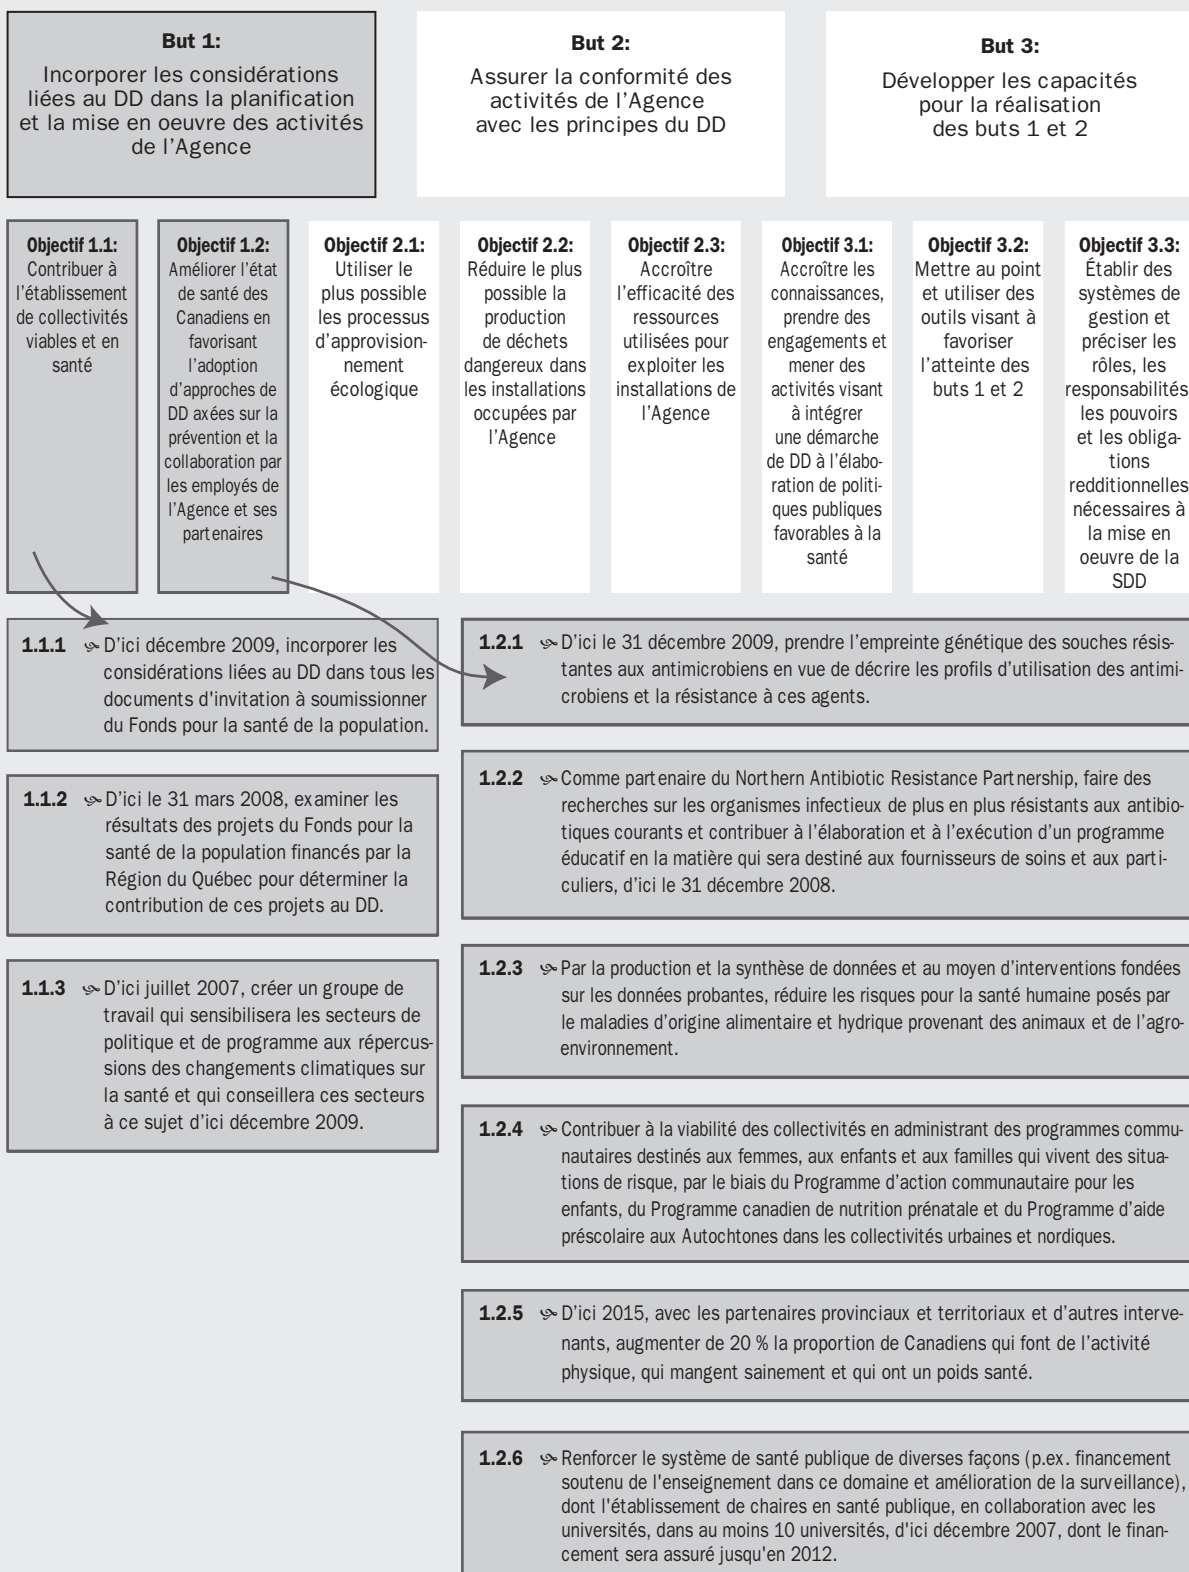 But 1:
Incorporer les considérations
liées au DD dans la planification
et la mise en oeuvre des activités
de l'Agence
But 2:
Assurer la conformité des
activités de l'Agence
avec les principes du DD
But 3:
Développer les capacités
pour la réalisation
des buts 1 et 2
Objectif 1.1:
Contribuer à
l'établissement
de collectivités
viables et en
santé
Objectif 1.2:
Améliorer l'état
de santé des
Canadiens en
favorisant
l'adoption
d'approches de
DD axées sur la
prévention et la
collaboration par
les employés de
l'Agence et ses
partenaires
Objectif 2.1:
Utiliser le
plus possible
les processus
d'approvision-
nement
écologique
Objectif 2.2:
Réduire le plus
possible la
production
de déchets
dangereux dans
les installations
occupées par
l'Agence
Objectif 2.3:
Accroître
l'efficacité des
ressources
utilisées pour
exploiter les
installations de
l'Agence
Objectif 3.1:
Accroître les
connaissances,
prendre des
engagements et
mener des
activités visant
à intégrer
une démarche
de DD à l'élabo-
ration de politi-
ques publiques
favorables à la
santé
Objectif 3.2:
Mettre au point
et utiliser des
outils visant à
favoriser
l'atteinte des
buts 1 et 2
Objectif 3.3:
Établir des
systèmes de
gestion et
préciser les
rôles, les
responsabilités
les pouvoirs
et les obliga-
tions
redditionnelles
nécessaires à
la mise en
oeuvre de la
SDD
1.1.1 D'ici décembre 2009, incorporer les
considérations liées au DD dans tous les
documents d'invitation à soumissionner
du Fonds pour la santé de la population.
1.1.2 D'ici le 31 mars 2008, examiner les
résultats des projets du Fonds pour la
santé de la population financés par la
Région du Québec pour déterminer la
contribution de ces projets au DD.
1.1.3 D'ici juillet 2007, créer un groupe de
travail qui sensibilisera les secteurs de
politique et de programme aux répercus-
sions des changements climatiques sur
la santé et qui conseillera ces secteurs
à ce sujet d'ici décembre 2009.
1.2.1 D'ici le 31 décembre 2009, prendre l'empreinte génétique des souches résis-
tantes aux antimicrobiens en vue de décrire les profils d'utilisation des antimi-
crobiens et la résistance à ces agents.
1.2.2 Comme partenaire du Northern Antibiotic Resistance Partnership, faire des
recherches sur les organismes infectieux de plus en plus résistants aux antibio-
tiques courants et contribuer à l'élaboration et à l'exécution d'un programme
éducatif en la matière qui sera destiné aux fournisseurs de soins et aux parti-
culiers, d'ici le 31 décembre 2008.
1.2.3 Par la production et la synthèse de données et au moyen d'interventions fondées
sur les données probantes, réduire les risques pour la santé humaine posés par
le maladies d'origine alimentaire et hydrique provenant des animaux et de l'agro-
environnement.
1.2.4 Contribuer à la viabilité des collectivités en administrant des programmes commu-
nautaires destinés aux femmes, aux enfants et aux familles qui vivent des situa-
tions de risque, par le biais du Programme d'action communautaire pour les
enfants, du Programme canadien de nutrition prénatale et du Programme d'aide
préscolaire aux Autochtones dans les collectivités urbaines et nordiques.
1.2.5 D'ici 2015, avec les partenaires provinciaux et territoriaux et d'autres interve-
nants, augmenter de 20 % la proportion de Canadiens qui font de l'activité
physique, qui mangent sainement et qui ont un poids santé.
1.2.6 Renforcer le système de santé publique de diverses façons (p.ex. financement
soutenu de l'enseignement dans ce domaine et amélioration de la surveillance),
dont l'établissement de chaires en santé publique, en collaboration avec les
universités, dans au moins 10 universités, d'ici décembre 2007, dont le finan-
cement sera assuré jusqu'en 2012.